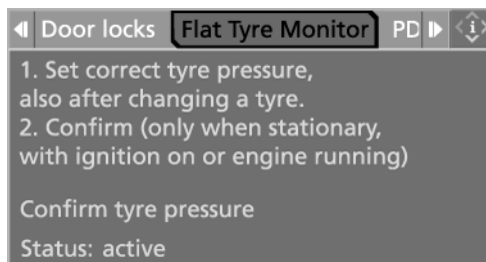 Door locks Flat Tyre Monitor PD i
1. Set correct tyre pressure,
also after changing a tyre.
2. Confirm (only when stationary,
with ignition on or engine running)
Confirm tyre pressure
Status: active